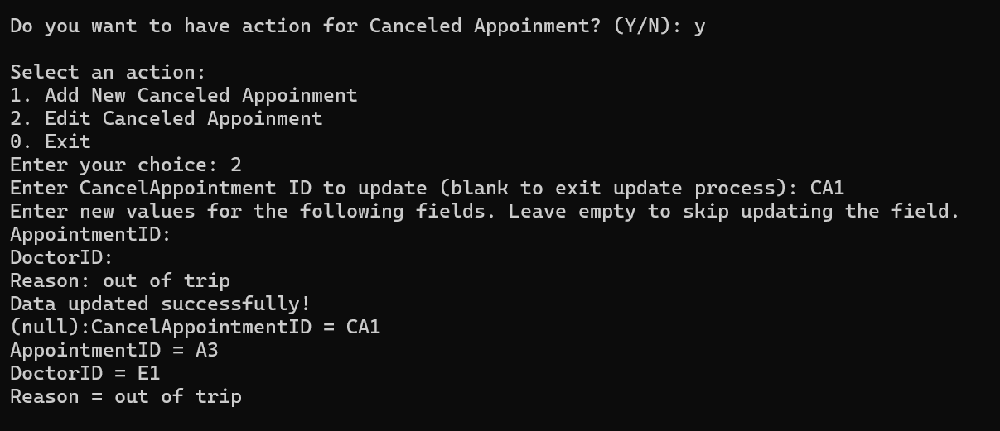 Do you want to have action for Canceled Appoinment? (Y/N): y
Select an action:
1. Add New Canceled Appoinment
2. Edit Canceled Appoinment
0. Exit
Enter your choice: 2
Enter CancelAppointment ID to update (blank to exit update process): CA1
Enter new values for the following fields. Leave empty to skip updating the field.
AppointmentID:
DoctorID:
Reason: out of trip
Data updated successfully!
(null):CancelAppointmentID = CA1
AppointmentID = A3
DoctorID = E1
Reason = out of trip